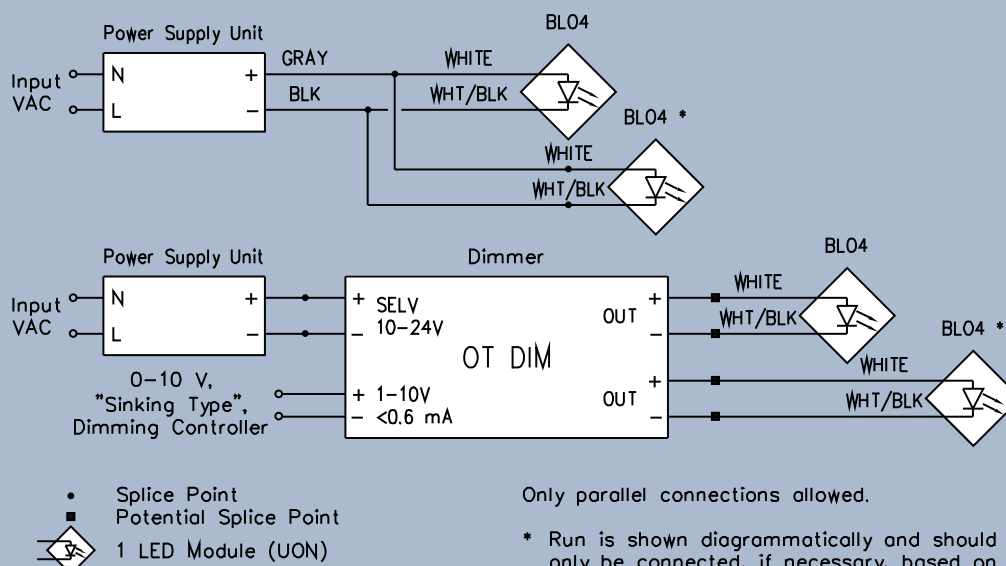 BL04
Power Supply Unit
GRAY
WHITE
Input
VAC
N
+
L
−
BLK
WHT/BLK
BL04 *
WHITE
WHT/BLK
Power Supply Unit
Dimmer
BL04
Input
VAC
N
+
L
−
+
SELV
−
10-24V
OUT
+
−
WHITE
WHT/BLK
BL04 *
OT DIM
0-10 V,
"Sinking Type",
Dimming Controller
+
1-10V
−
<0.6 mA
OUT
+
−
WHITE
WHT/BLK
Splice Point
Potential Splice Point
1 LED Module (UON)
Only parallel connections allowed.
* Run is shown diagrammatically and should
only be connected, if necessary, based on